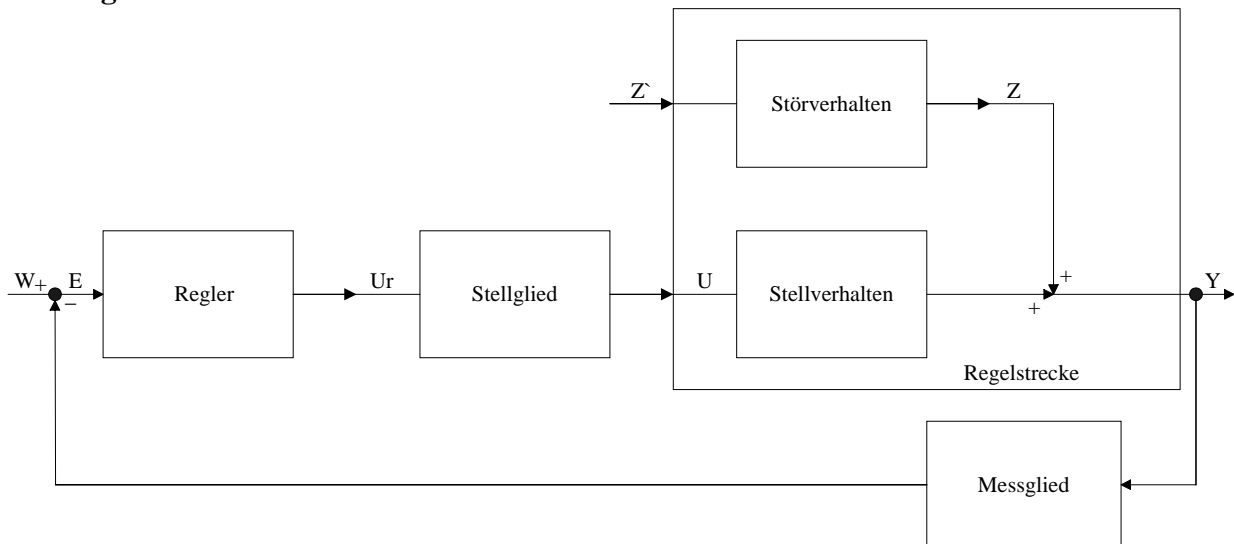 Z` Störverhalten Z
W + E Regler Ur Stellglied U Stellverhalten + Y
− +
Regelstrecke
Messglied